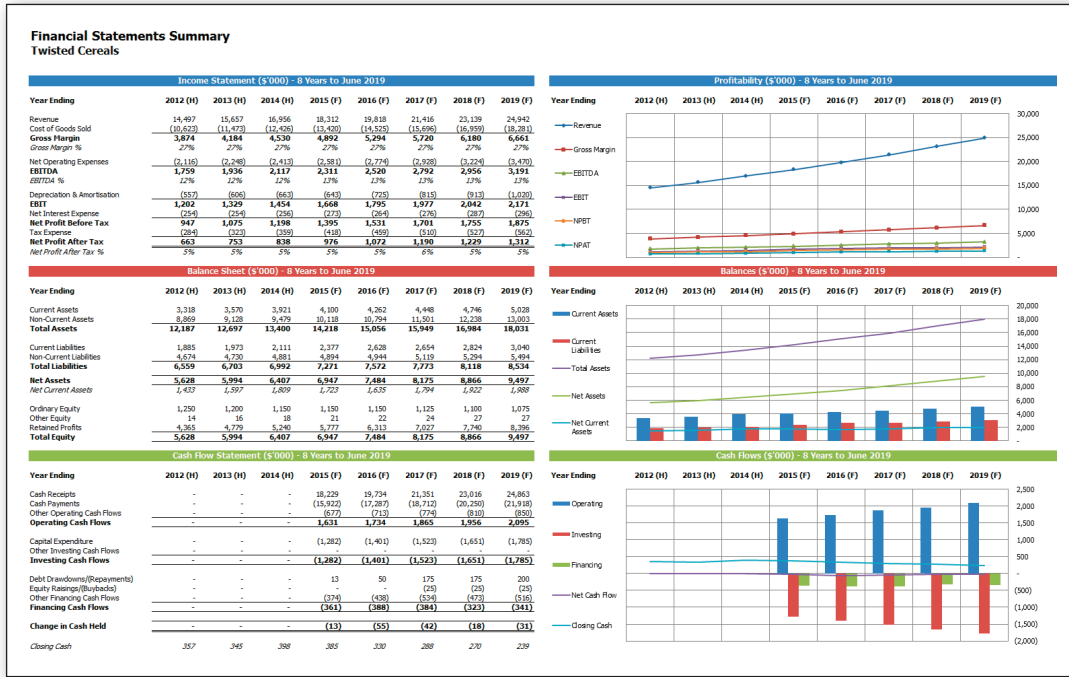 Financial Statements Summary
Twisted Cereals
Income Statement ($'000) - 8 Years to June 2019
Year Ending 2012 (H) 2013 (H) 2014 (H) 2015 (F) 2016 (F) 2017 (F) 2018 (F) 2019 (F)
Revenue 14,497 15,657 16,956 18,312 19,818 21,416 23,139 24,942
Cost of Goods Sold (10,623) (11,473) (12,426) (13,420) (14,525) (15,696) (16,959) (18,281)
Gross Margin 3,874 4,184 4,530 4,892 5,294 5,720 6,180 6,661
Gross Margin % 27% 27% 27% 27% 27% 27% 27% 27%
Net Operating Expenses (2,116) (2,248) (2,413) (2,581) (2,774) (2,928) (3,224) (3,470)
EBITDA 1,759 1,936 2,117 2,311 2,520 2,792 2,956 3,191
EBITDA % 12% 12% 12% 13% 13% 13% 13% 13%
Depreciation & Amortisation (557) (606) (663) (643) (725) (815) (913) (1,020)
EBIT 1,202 1,329 1,454 1,668 1,795 1,977 2,042 2,171
Net Interest Expense (254) (254) (256) (273) (264) (276) (287) (296)
Net Profit Before Tax 947 1,075 1,198 1,395 1,531 1,701 1,755 1,875
Tax Expense (284) (323) (359) (418) (459) (510) (527) (562)
Net Profit After Tax 663 753 838 976 1,072 1,190 1,229 1,312
Net Profit After Tax % 5% 5% 5% 5% 5% 6% 5% 5%
Profitability ($'000) - 8 Years to June 2019
Year Ending 2012 (H) 2013 (H) 2014 (H) 2015 (F) 2016 (F) 2017 (F) 2018 (F) 2019 (F)
30,000
Revenue
25,000
Gross Margin
20,000
EBITDA
15,000
EBIT
10,000
NPBT
5,000
NPAT
-
Balance Sheet ($'000) - 8 Years to June 2019
Year Ending 2012 (H) 2013 (H) 2014 (H) 2015 (F) 2016 (F) 2017 (F) 2018 (F) 2019 (F)
Current Assets 3,318 3,570 3,921 4,100 4,262 4,448 4,746 5,028
Non-Current Assets 8,869 9,128 9,479 10,118 10,794 11,501 12,238 13,003
Total Assets 12,187 12,697 13,400 14,218 15,056 15,949 16,984 18,031
Current Liabilities 1,885 1,973 2,111 2,377 2,628 2,654 2,824 3,040
Non-Current Liabilities 4,674 4,730 4,881 4,894 4,944 5,119 5,294 5,494
Total Liabilities 6,559 6,703 6,992 7,271 7,572 7,773 8,118 8,534
Net Assets 5,628 5,994 6,407 6,947 7,484 8,175 8,866 9,497
Net Current Assets 1,433 1,597 1,809 1,723 1,635 1,794 1,922 1,988
Ordinary Equity 1,250 1,200 1,150 1,150 1,150 1,125 1,100 1,075
Other Equity 14 16 18 21 22 24 27 27
Retained Profits 4,365 4,779 5,240 5,777 6,313 7,027 7,740 8,396
Total Equity 5,628 5,994 6,407 6,947 7,484 8,175 8,866 9,497
Balances ($'000) - 8 Years to June 2019
Year Ending 2012 (H) 2013 (H) 2014 (H) 2015 (F) 2016 (F) 2017 (F) 2018 (F) 2019 (F)
20,000
Current Assets
18,000
16,000
Current
Liabilities
14,000
12,000
Total Assets
10,000
8,000
Net Assets
6,000
4,000
Net Current
Assets
2,000
-
Cash Flow Statement ($'000) - 8 Years to June 2019
Year Ending 2012 (H) 2013 (H) 2014 (H) 2015 (F) 2016 (F) 2017 (F) 2018 (F) 2019 (F)
Cash Receipts - - - 18,229 19,734 21,351 23,016 24,863
Cash Payments - - - (15,922) (17,287) (18,712) (20,250) (21,918)
Other Operating Cash Flows - - - (677) (713) (774) (810) (850)
Operating Cash Flows - - - 1,631 1,734 1,865 1,956 2,095
Capital Expenditure - - - (1,282) (1,401) (1,523) (1,651) (1,785)
Other Investing Cash Flows - - - - - - - -
Investing Cash Flows - - - (1,282) (1,401) (1,523) (1,651) (1,785)
Debt Drawdowns/(Repayments) - - - 13 50 175 175 200
Equity Raisings/(Buybacks) - - - - - (25) (25) (25)
Other Financing Cash Flows - - - (374) (438) (534) (473) (516)
Financing Cash Flows - - - (361) (388) (384) (323) (341)
Change in Cash Held - - - (13) (55) (42) (18) (31)
Closing Cash 357 345 398 385 330 288 270 239
Cash Flows ($'000) - 8 Years to June 2019
Year Ending 2012 (H) 2013 (H) 2014 (H) 2015 (F) 2016 (F) 2017 (F) 2018 (F) 2019 (F)
2,500
Operating
2,000
1,500
Investing
1,000
500
Financing
-
(500)
Net Cash Flow
(1,000)
Closing Cash
(1,500)
(2,000)